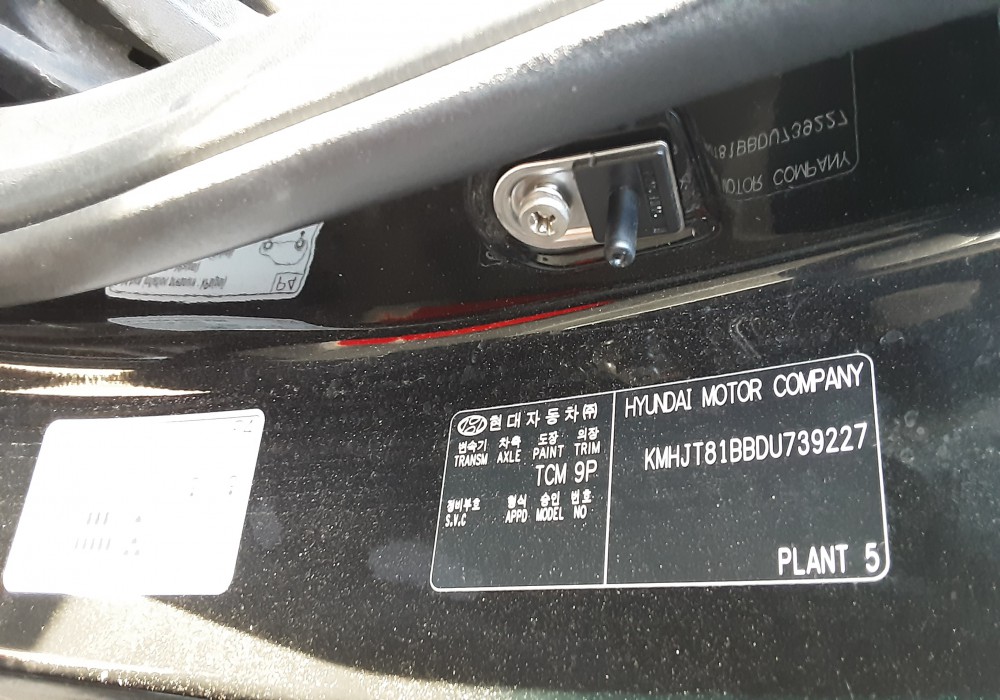 현대자동차㈜
변속기 차축 도장 의장
TRANSM AXLE PAINT TRIM
TCM 9P
정비부호 형식 승인 번호
S.V.C APPD MODEL NO
HYUNDAI MOTOR COMPANY
KMHJT81BBDU739227
PLANT 5